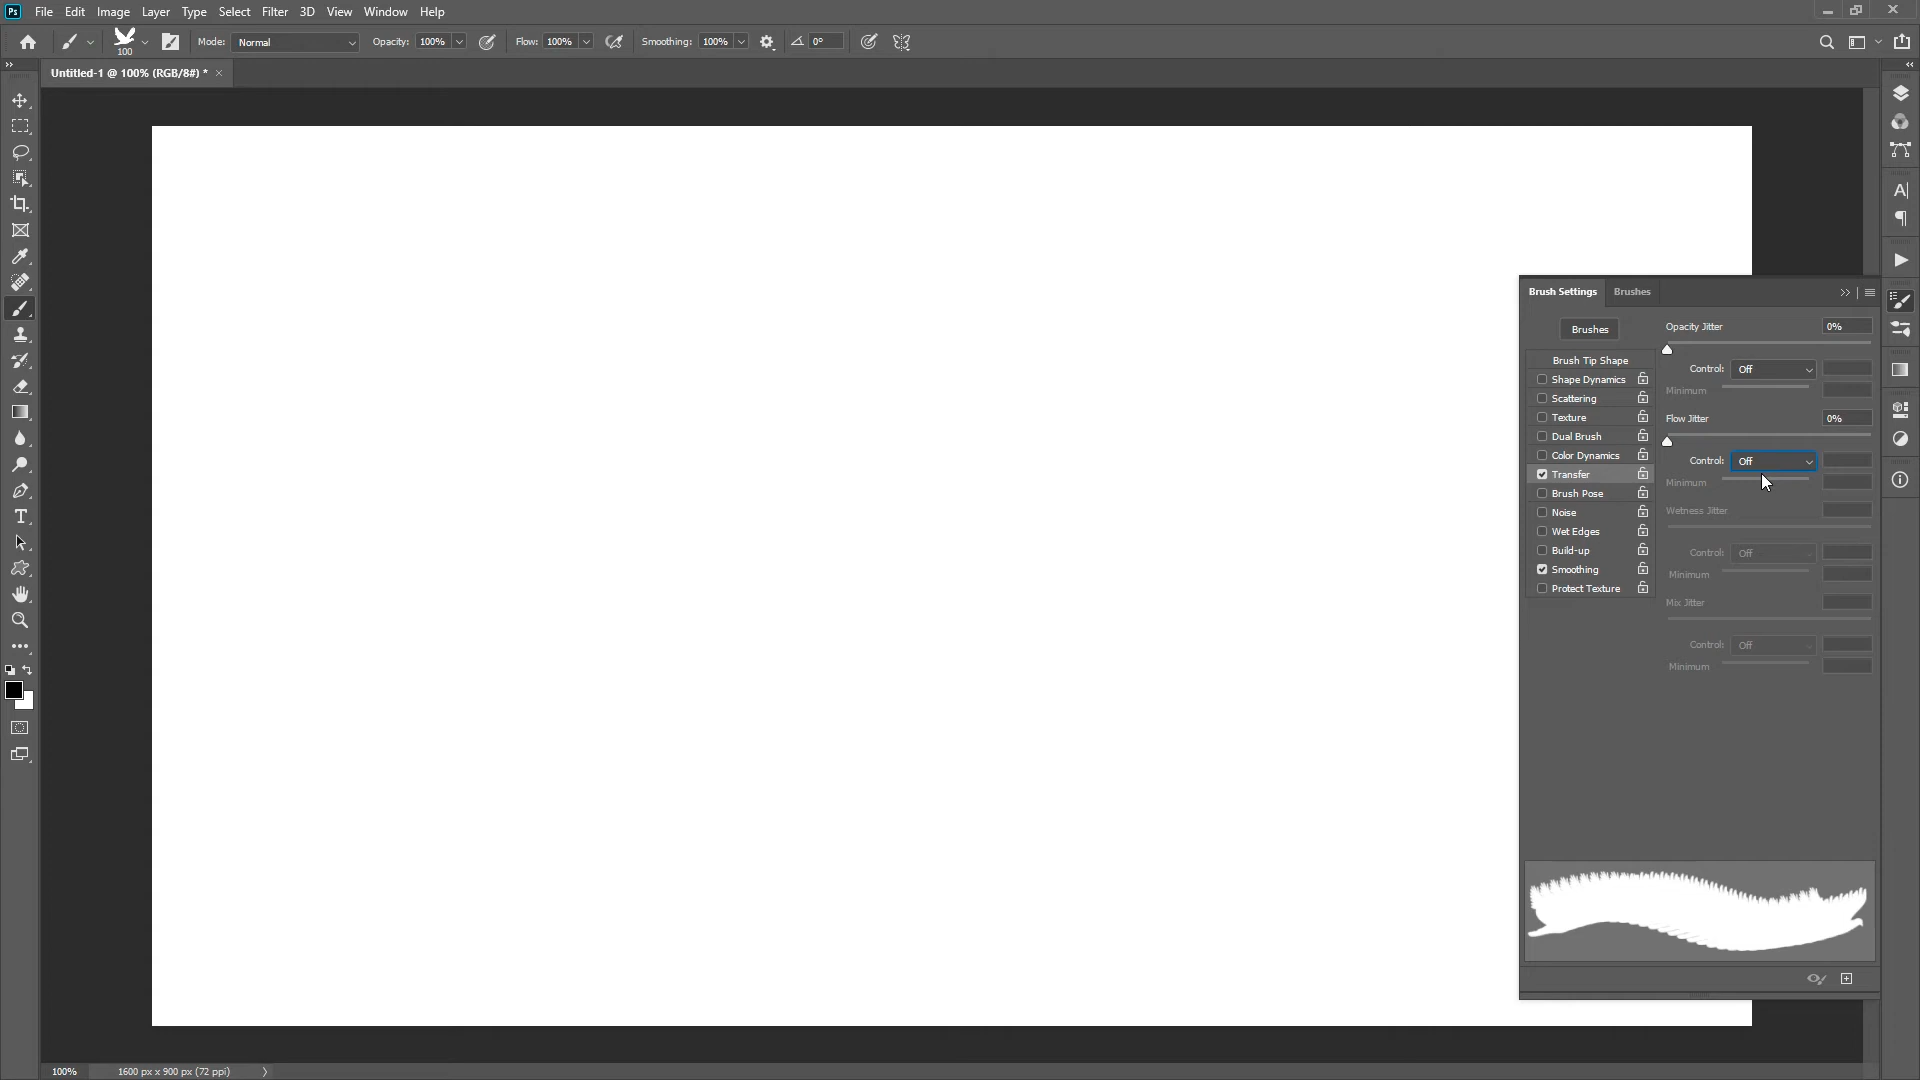 Ps File Edit Image Layer Type Select Filter 3D View Window Help
100 Mode: Normal Opacity: 100% Flow: 100% Smoothing: 100% 0°
Untitled-1 @ 100% (RGB/8#) * ×
Brush Settings Brushes
Brushes
Brush Tip Shape
Shape Dynamics
Scattering
Texture
Dual Brush
Color Dynamics
Transfer
Brush Pose
Noise
Wet Edges
Build-up
Smoothing
Protect Texture
Opacity Jitter 0%
Control: Off
Minimum
Flow Jitter 0%
Control: Off
Minimum
Wetness Jitter
Control: Off
Minimum
Mix Jitter
Control: Off
Minimum
100% 1600 px x 900 px (72 ppi)